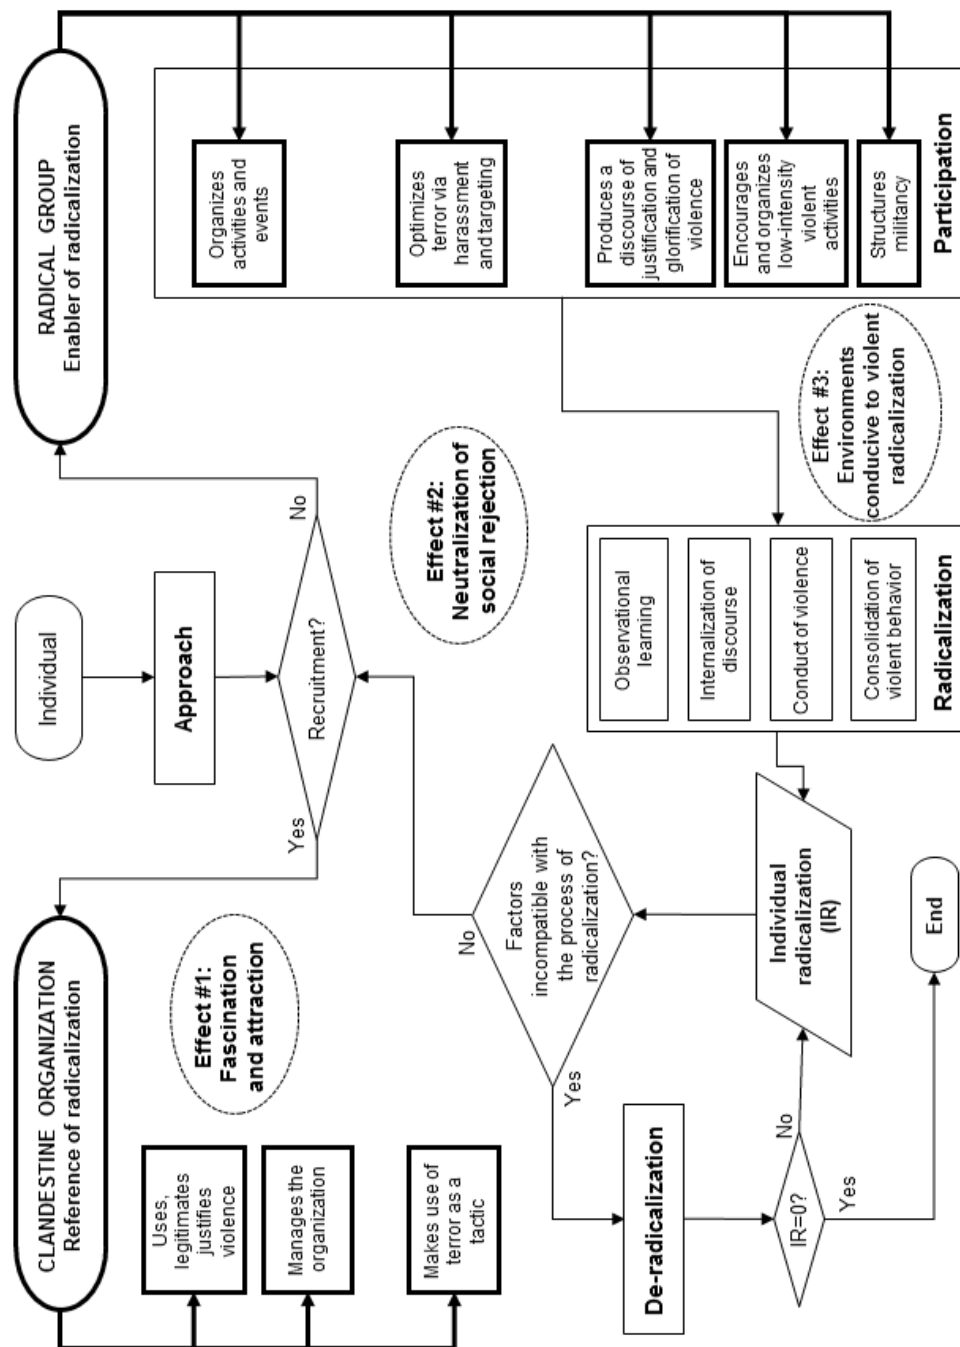 CLANDESTINE ORGANIZATION
Reference of radicalization
Uses,
legitimates
justifies
violence
Manages the
organization
Makes use of
terror as a
tactic
Effect #1:
Fascination
and attraction
Individual
Approach
Recruitment?
Yes
No
RADICAL GROUP
Enabler of radicalization
Organizes
activities and
events
Optimizes
terror via
harassment
and targeting
Produces a
discourse of
justification and
glorification of
violence
Encourages
and organizes
low-intensity
violent
activities
Structures
militancy
Participation
Effect #2:
Neutralization of
social rejection
Effect #3:
Environments
conducive to violent
radicalization
Observational
learning
Internalization of
discourse
Conduct of violence
Consolidation of
violent behavior
Radicalization
Individual
radicalization
(IR)
Factors
incompatible with
the process of
radicalization?
No
Yes
De-radicalization
IR=0?
No
Yes
End